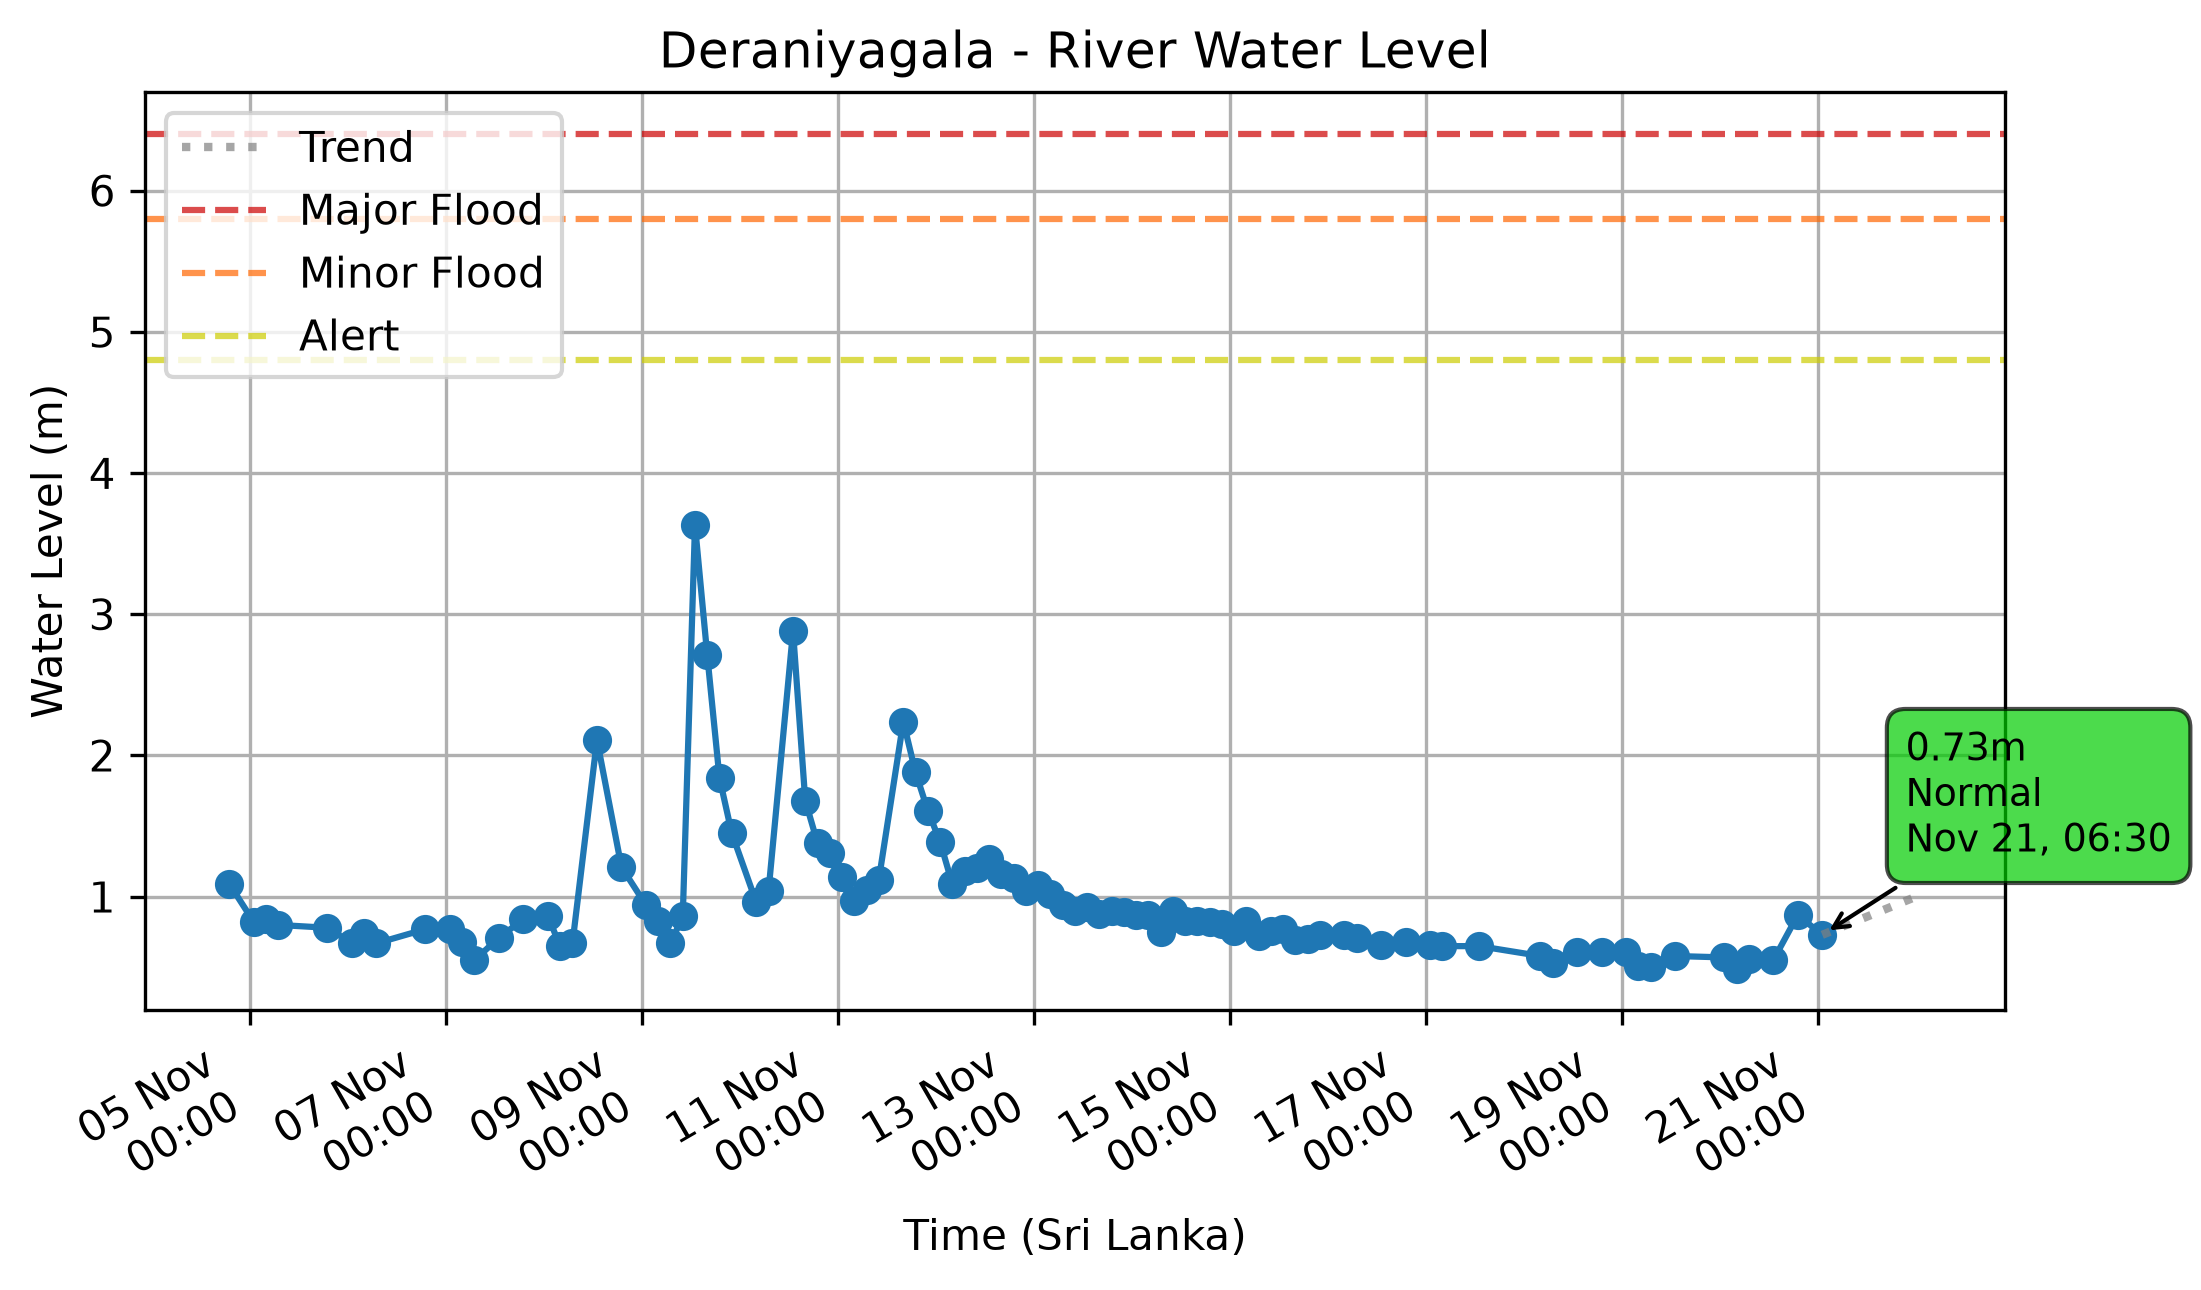 Deraniyagala - River Water Level
Trend
Major Flood
Minor Flood
Alert
6
5
4
3
2
1
Water Level (m)
0.73m
Normal
Nov 21, 06:30
05 Nov
00:00
07 Nov
00:00
09 Nov
00:00
11 Nov
00:00
13 Nov
00:00
15 Nov
00:00
17 Nov
00:00
19 Nov
00:00
21 Nov
00:00
Time (Sri Lanka)